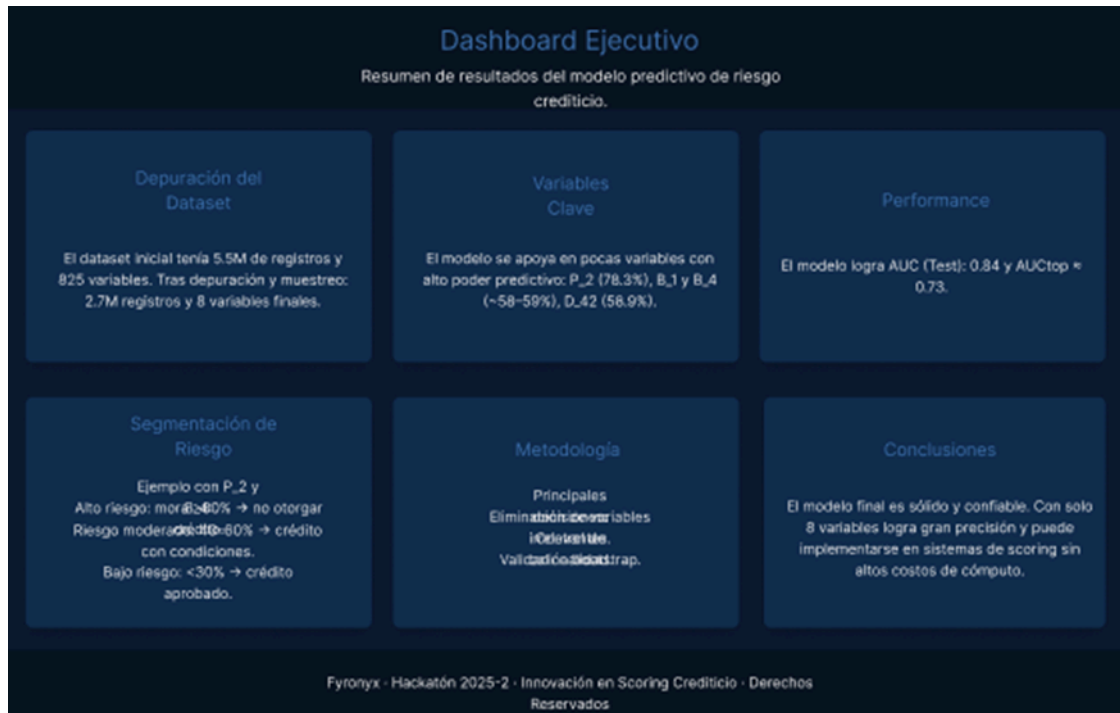 Dashboard Ejecutivo
Resumen de resultados del modelo predictivo de riesgo
crediticio.
Depuración del
Dataset
El dataset inicial tenía 5.5M de registros y
825 variables. Tras depuración y muestreo:
2.7M registros y 8 variables finales.
Variables
Clave
El modelo se apoya en pocas variables con
alto poder predictivo: P_2 (78.3%), B_1 y B_4
(~58–59%), D_42 (58.9%).
Performance
El modelo logra AUC (Test): 0.84 y AUCtop ≈
0.73.
Segmentación de
Riesgo
Ejemplo con P_2 y
Alto riesgo: → no otorgar
Riesgo → crédito
con condiciones.
Bajo riesgo: <30% → crédito
aprobado.
Metodología
Principales
variables
Conclusiones
El modelo final es sólido y confiable. Con solo
8 variables logra gran precisión y puede
implementarse en sistemas de scoring sin
altos costos de cómputo.
Fyronyx · Hackatón 2025-2 · Innovación en Scoring Crediticio · Derechos
Reservados